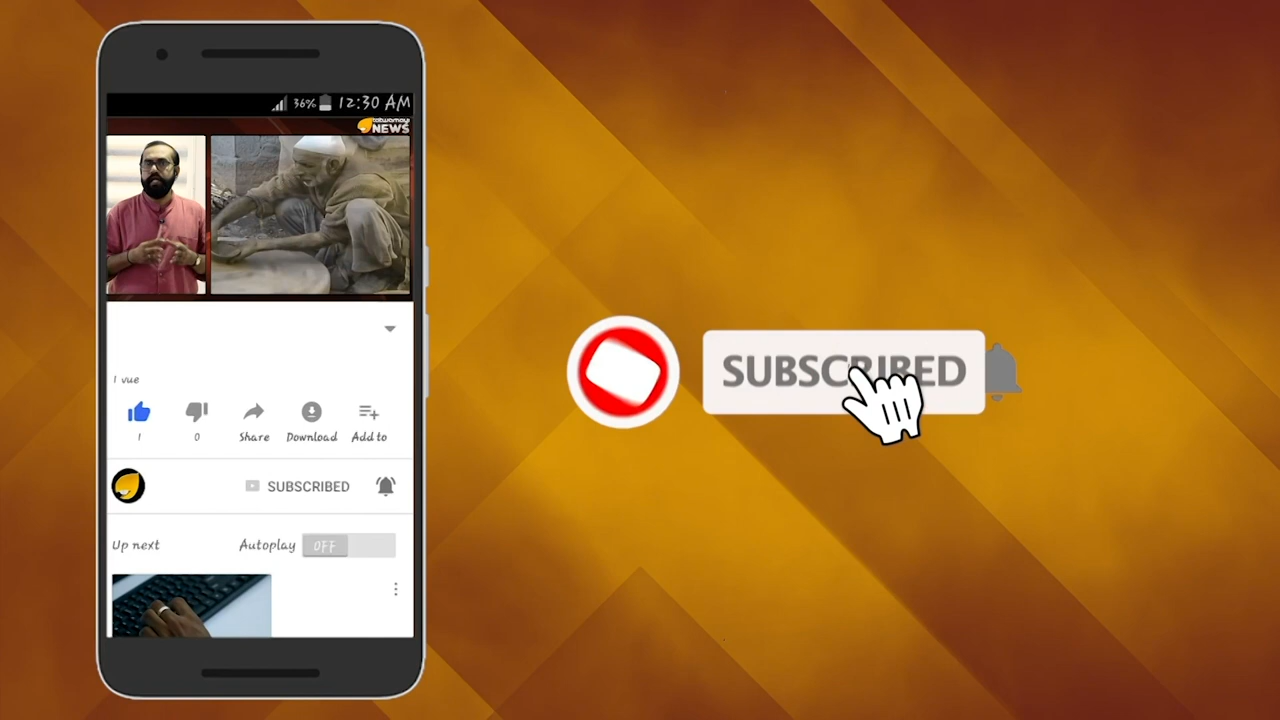 36% 12:30 AM
tatwamayi
NEWS
1 vue
1
0
Share
Download
Add to
SUBSCRIBED
Up next
Autoplay
OFF
SUBSCRIBED